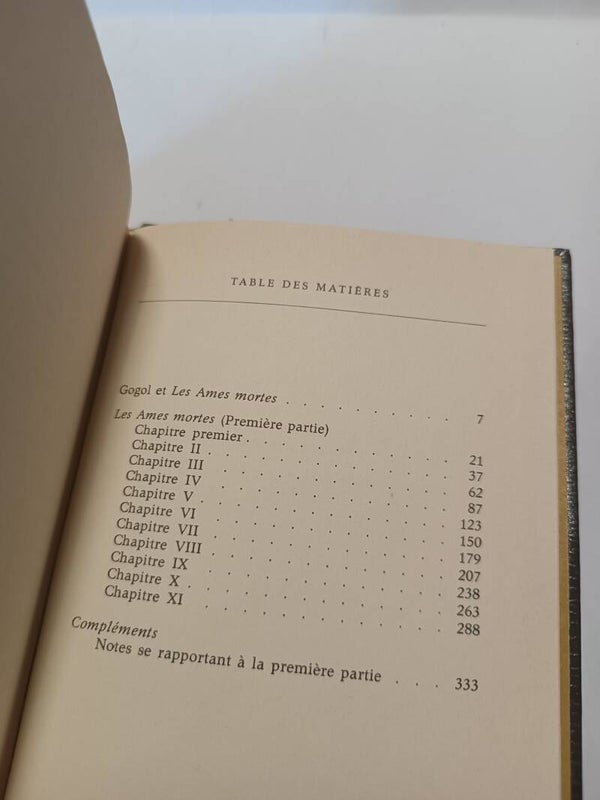 TABLE DES MATIÈRES
Gogol et Les Ames mortes . . . . . . . . . 7
Les Ames mortes (Première partie)
Chapitre premier . . . . . . . . . . 21
Chapitre II . . . . . . . . . . . 37
Chapitre III . . . . . . . . . . . 62
Chapitre IV . . . . . . . . . . . 87
Chapitre V . . . . . . . . . . . 123
Chapitre VI . . . . . . . . . . . 150
Chapitre VII . . . . . . . . . . . 179
Chapitre VIII . . . . . . . . . . . 207
Chapitre IX . . . . . . . . . . . 238
Chapitre X . . . . . . . . . . . 263
Chapitre XI . . . . . . . . . . . 288
Compléments
Notes se rapportant à la première partie . . . 333